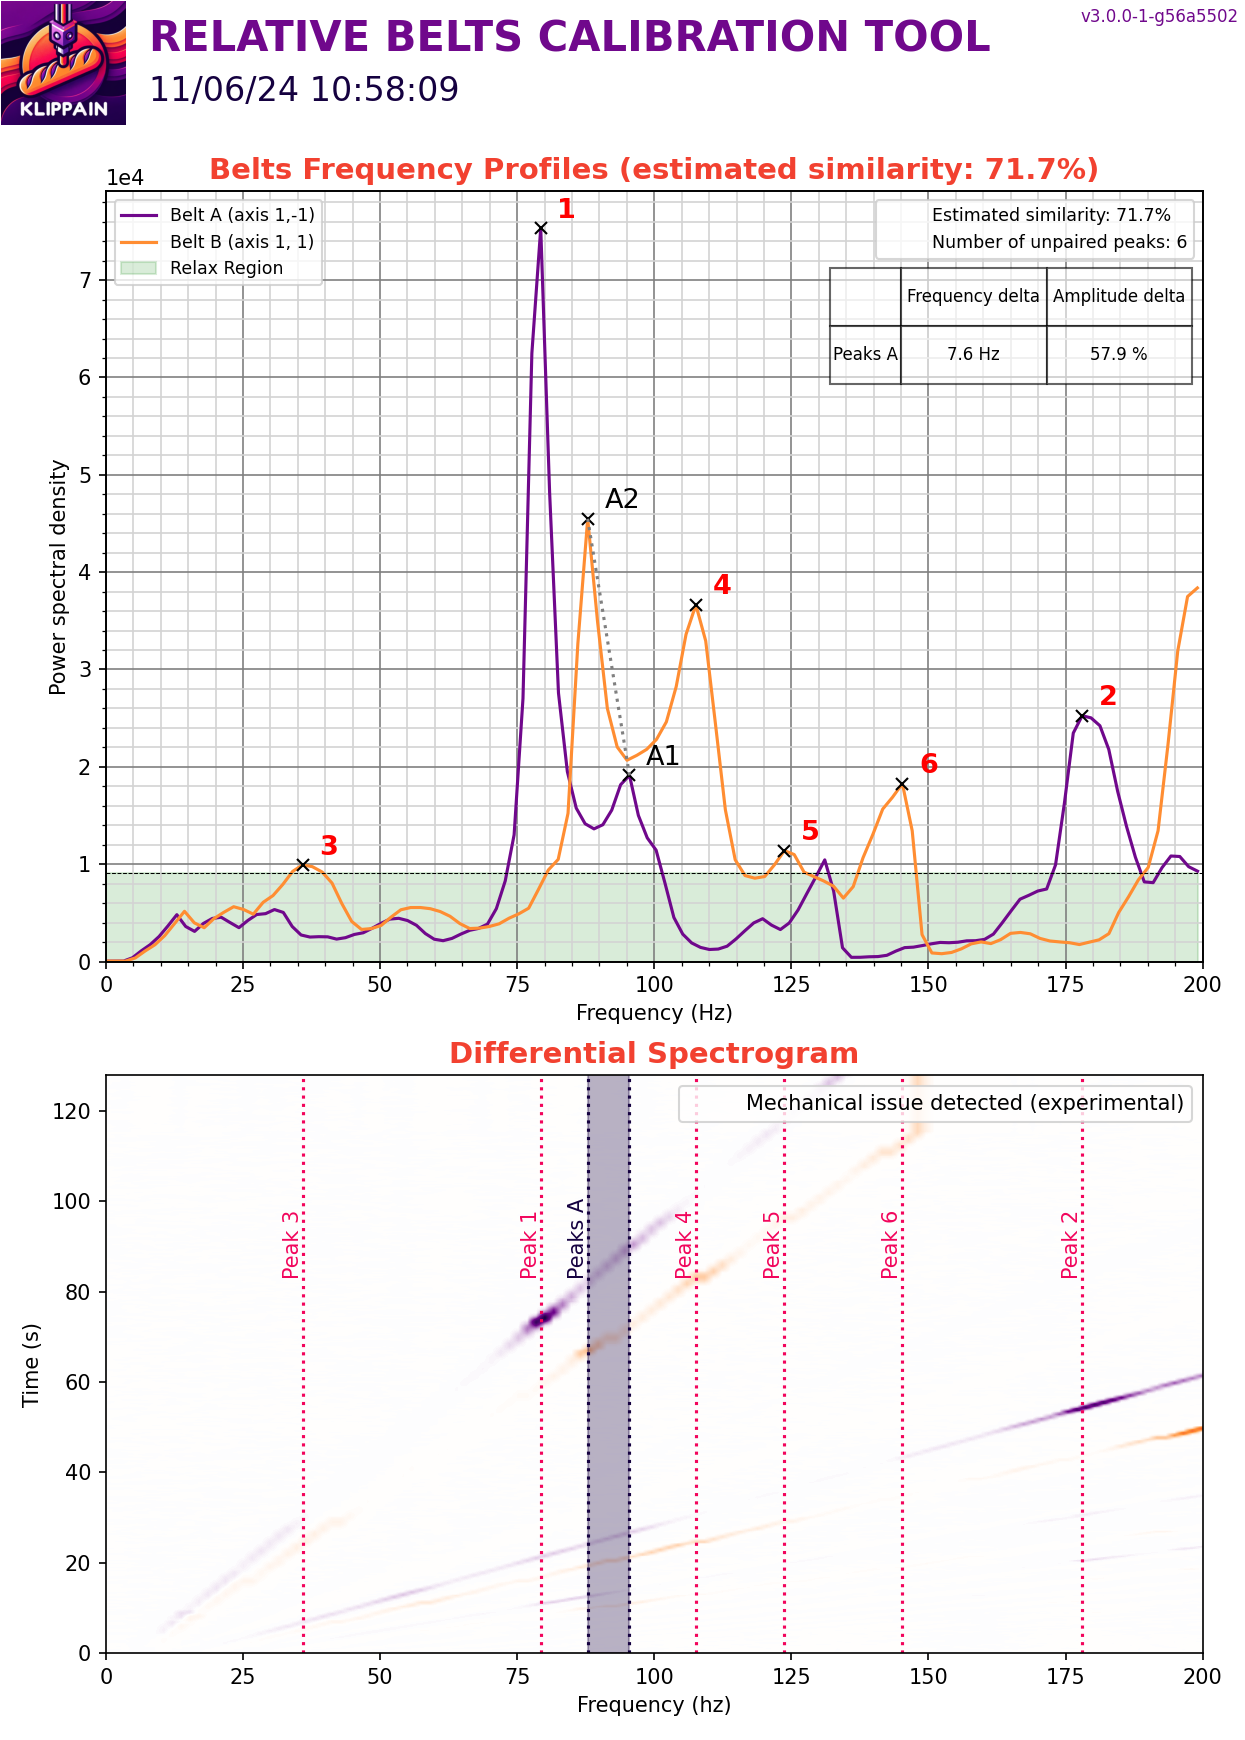 v3.0.0-1-g56a5502
RELATIVE BELTS CALIBRATION TOOL
11/06/24 10:58:09
KLIPPAIN
Belts Frequency Profiles (estimated similarity: 71.7%)
1e4
Belt A (axis 1,-1)
Belt B (axis 1, 1)
Relax Region
Estimated similarity: 71.7%
Number of unpaired peaks: 6
Frequency delta Amplitude delta
Peaks A 7.6 Hz 57.9 %
1
A2
4
2
A1
6
5
3
Power spectral density
7
6
5
4
3
2
1
0
0 25 50 75 100 125 150 175 200
Frequency (Hz)
Differential Spectrogram
Mechanical issue detected (experimental)
Peak 3
Peak 1
Peaks A
Peak 4
Peak 5
Peak 6
Peak 2
Time (s)
120
100
80
60
40
20
0
0 25 50 75 100 125 150 175 200
Frequency (hz)